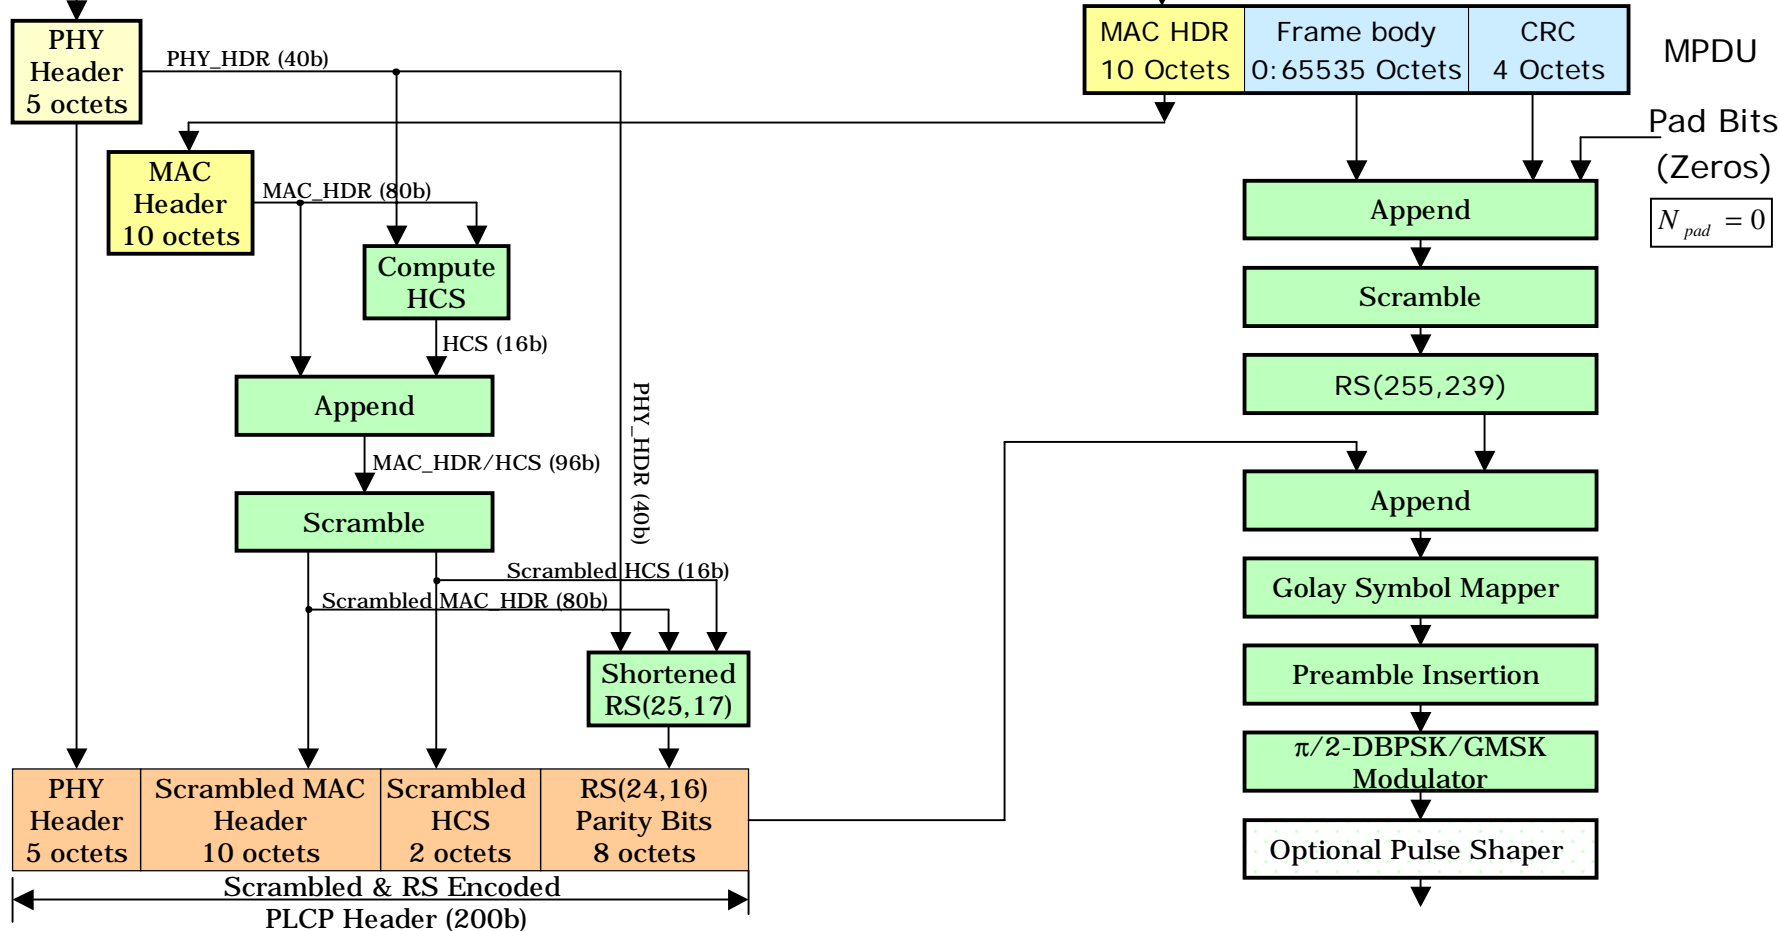 PHY
Header
5 octets
PHY_HDR (40b)
MAC HDR
10 Octets
Frame body
0:65535 Octets
CRC
4 Octets
MPDU
Pad Bits
(Zeros)
N pad = 0
MAC
Header
10 octets
MAC_HDR (80b)
Compute
HCS
HCS (16b)
Append
MAC_HDR/HCS (96b)
Scramble
PHY_HDR (40b)
Scrambled HCS (16b)
Scrambled MAC_HDR (80b)
Shortened
RS(25,17)
PHY
Header
5 octets
Scrambled MAC
Header
10 octets
Scrambled
HCS
2 octets
RS(24,16)
Parity Bits
8 octets
Scrambled & RS Encoded
PLCP Header (200b)
Append
Scramble
RS(255,239)
Append
Golay Symbol Mapper
Preamble Insertion
π/2-DBPSK/GMSK
Modulator
Optional Pulse Shaper